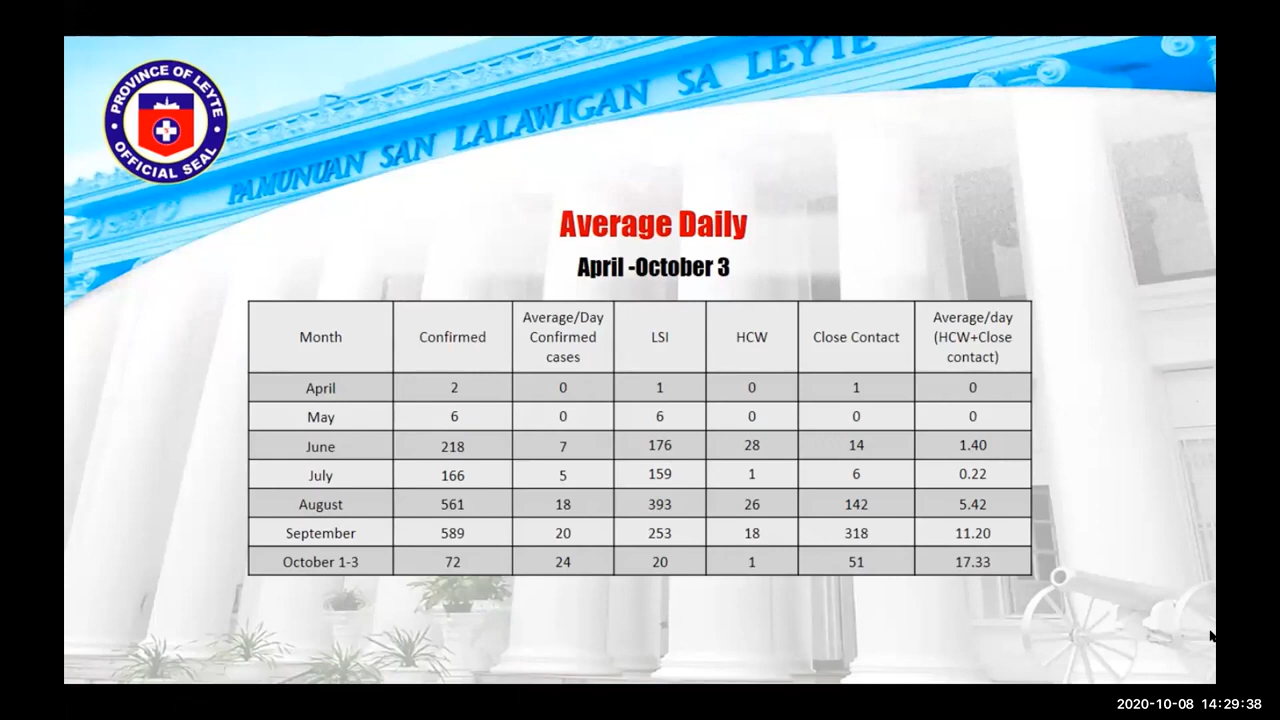 PROVINCE OF LEYTE
OFFICIAL SEAL
PAMUNUAN SAN LALAWIGAN SA LEYTE
Average Daily
April -October 3
Month Confirmed Average/Day Confirmed cases LSI HCW Close Contact Average/day (HCW+Close contact)
April 2 0 1 0 1 0
May 6 0 6 0 0 0
June 218 7 176 28 14 1.40
July 166 5 159 1 6 0.22
August 561 18 393 26 142 5.42
September 589 20 253 18 318 11.20
October 1-3 72 24 20 1 51 17.33
2020-10-08 14:29:38